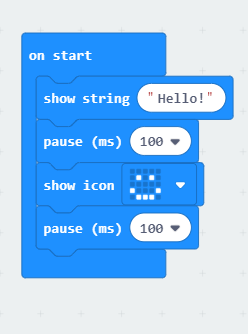 on start
show string "Hello!"
pause (ms) 100
show icon
pause (ms) 100